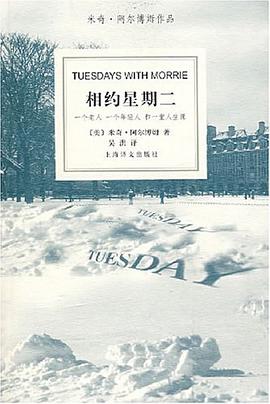 米奇·阿尔博姆作品
TUESDAYS WITH MORRIE
相约星期二
一个老人 一个年轻人 和一堂人生课
〔美〕米奇·阿尔博姆 著
吴洪 译
上海译文出版社
TUESDAY
TUESDAY